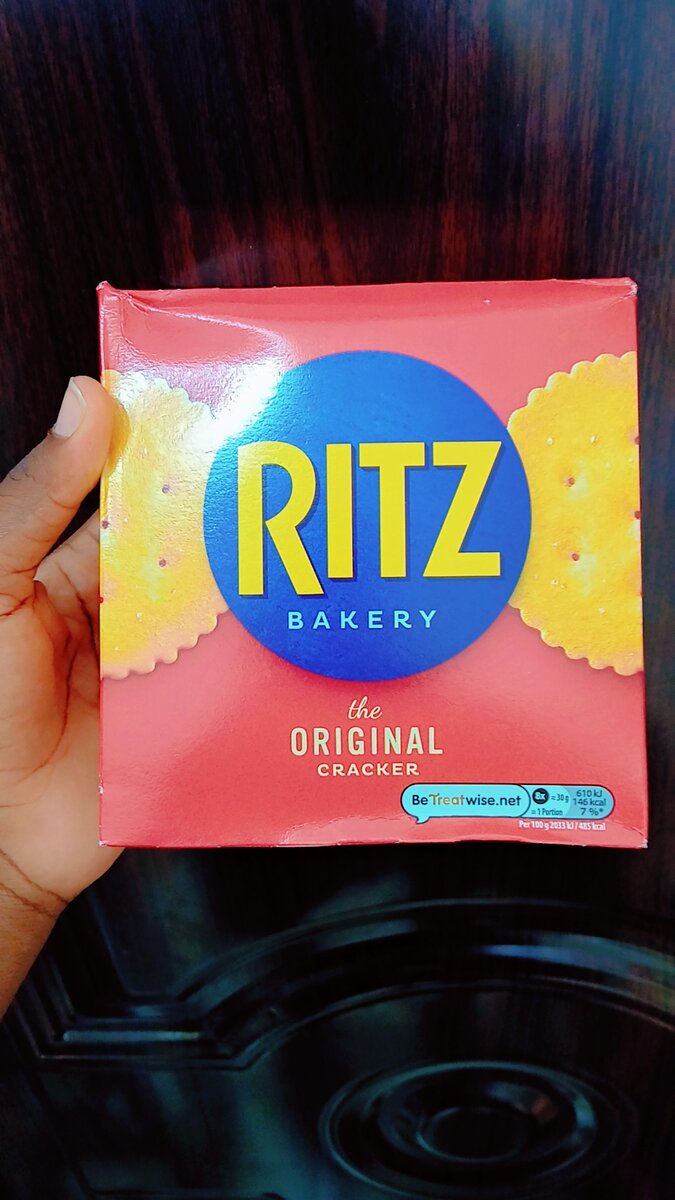 RITZ
BAKERY
the
ORIGINAL
CRACKER
BeTreatwise.net
8x = 30 g
= 1 Portion
610 kJ
146 kcal
7 %*
Per 100 g 2033 kJ / 485 kcal